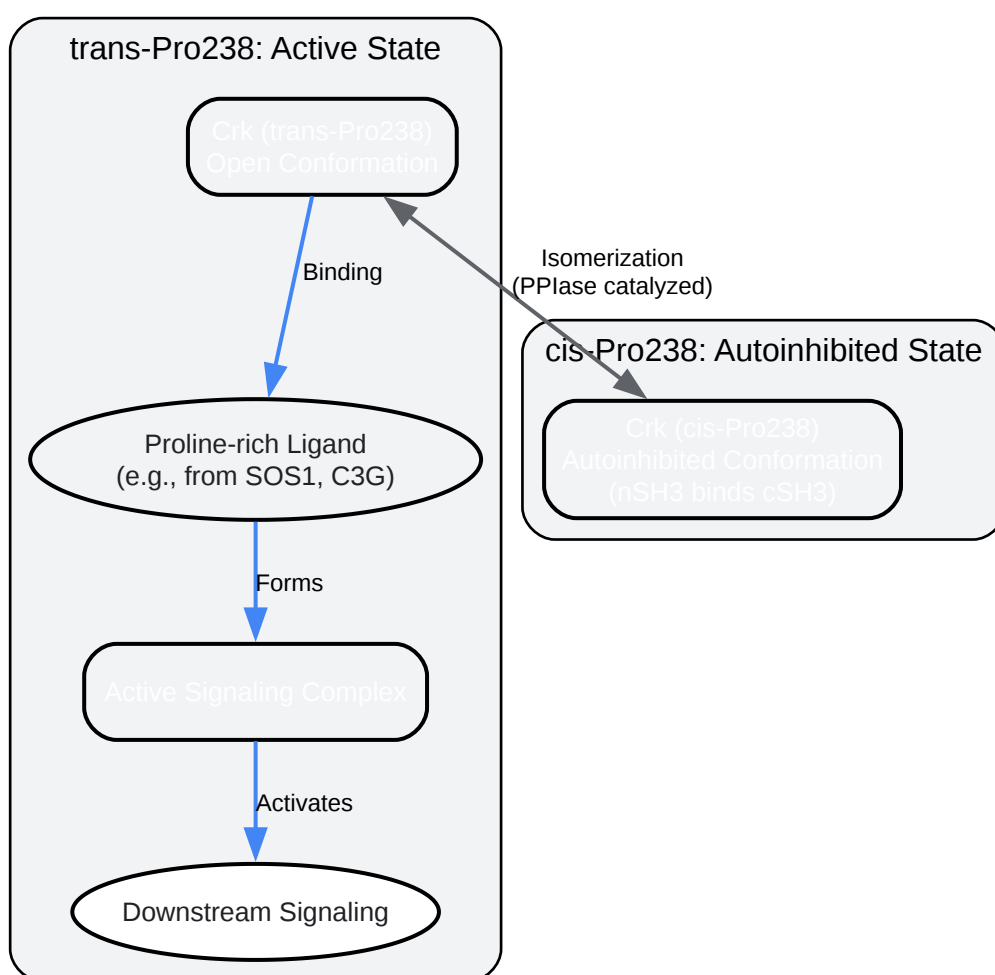 trans-Pro238: Active State
Crk (trans-Pro238)
Open Conformation
Binding
Isomerization
(PPIase catalyzed)
cis-Pro238: Autoinhibited State
Crk (cis-Pro238)
Autoinhibited Conformation
(nSH3 binds cSH3)
Proline-rich Ligand
(e.g., from SOS1, C3G)
Forms
Active Signaling Complex
Activates
Downstream Signaling